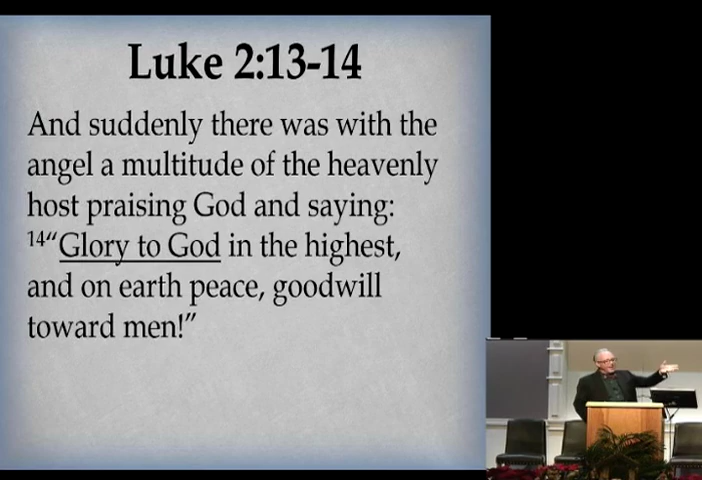 Luke 2:13-14
And suddenly there was with the
angel a multitude of the heavenly
host praising God and saying:
14“Glory to God in the highest,
and on earth peace, goodwill
toward men!”